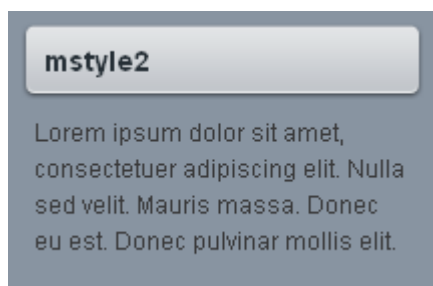 mstyle2
Lorem ipsum dolor sit amet,
consectetuer adipiscing elit. Nulla
sed velit. Mauris massa. Donec
eu est. Donec pulvinar mollis elit.